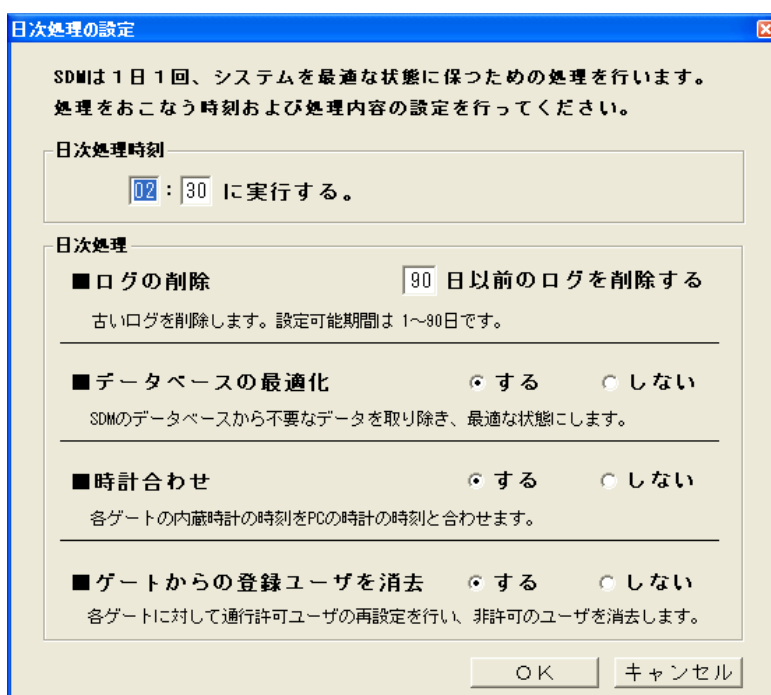 日次処理の設定
SDMは1日1回、システムを最適な状態に保つための処理を行います。
処理をおこなう時刻および処理内容の設定を行ってください。
日次処理時刻
02 : 30 に実行する。
日次処理
■ログの削除 90 日以前のログを削除する
古いログを削除します。設定可能期間は 1～90日です。
■データベースの最適化 する しない
SDMのデータベースから不要なデータを取り除き、最適な状態にします。
■時計合わせ する しない
各ゲートの内蔵時計の時刻をPCの時計の時刻と合わせます。
■ゲートからの登録ユーザを消去 する しない
各ゲートに対して通行許可ユーザの再設定を行い、非許可のユーザを消去します。
OK キャンセル